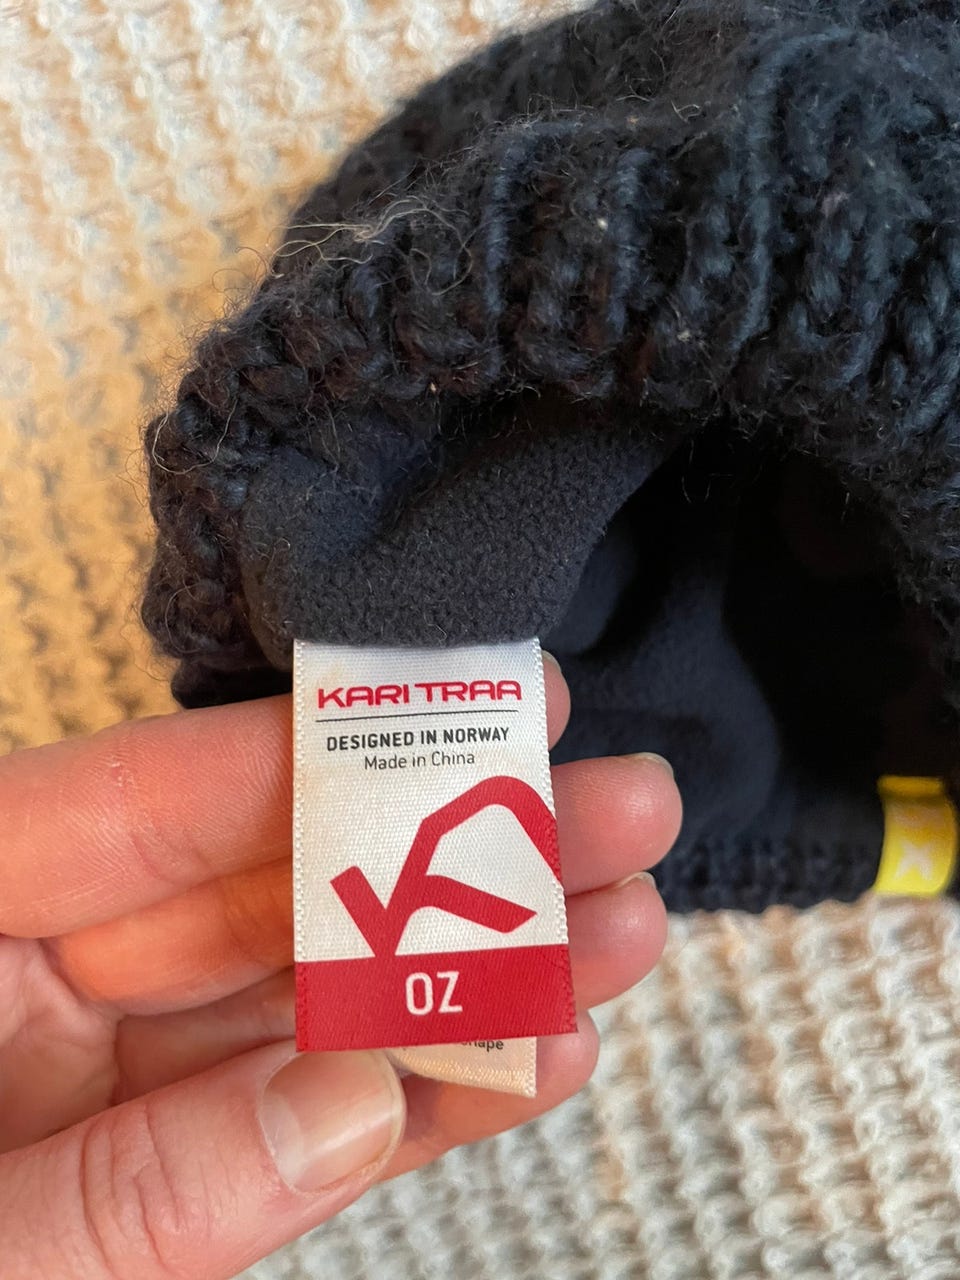 KARI TRAA
DESIGNED IN NORWAY
Made in China
OZ